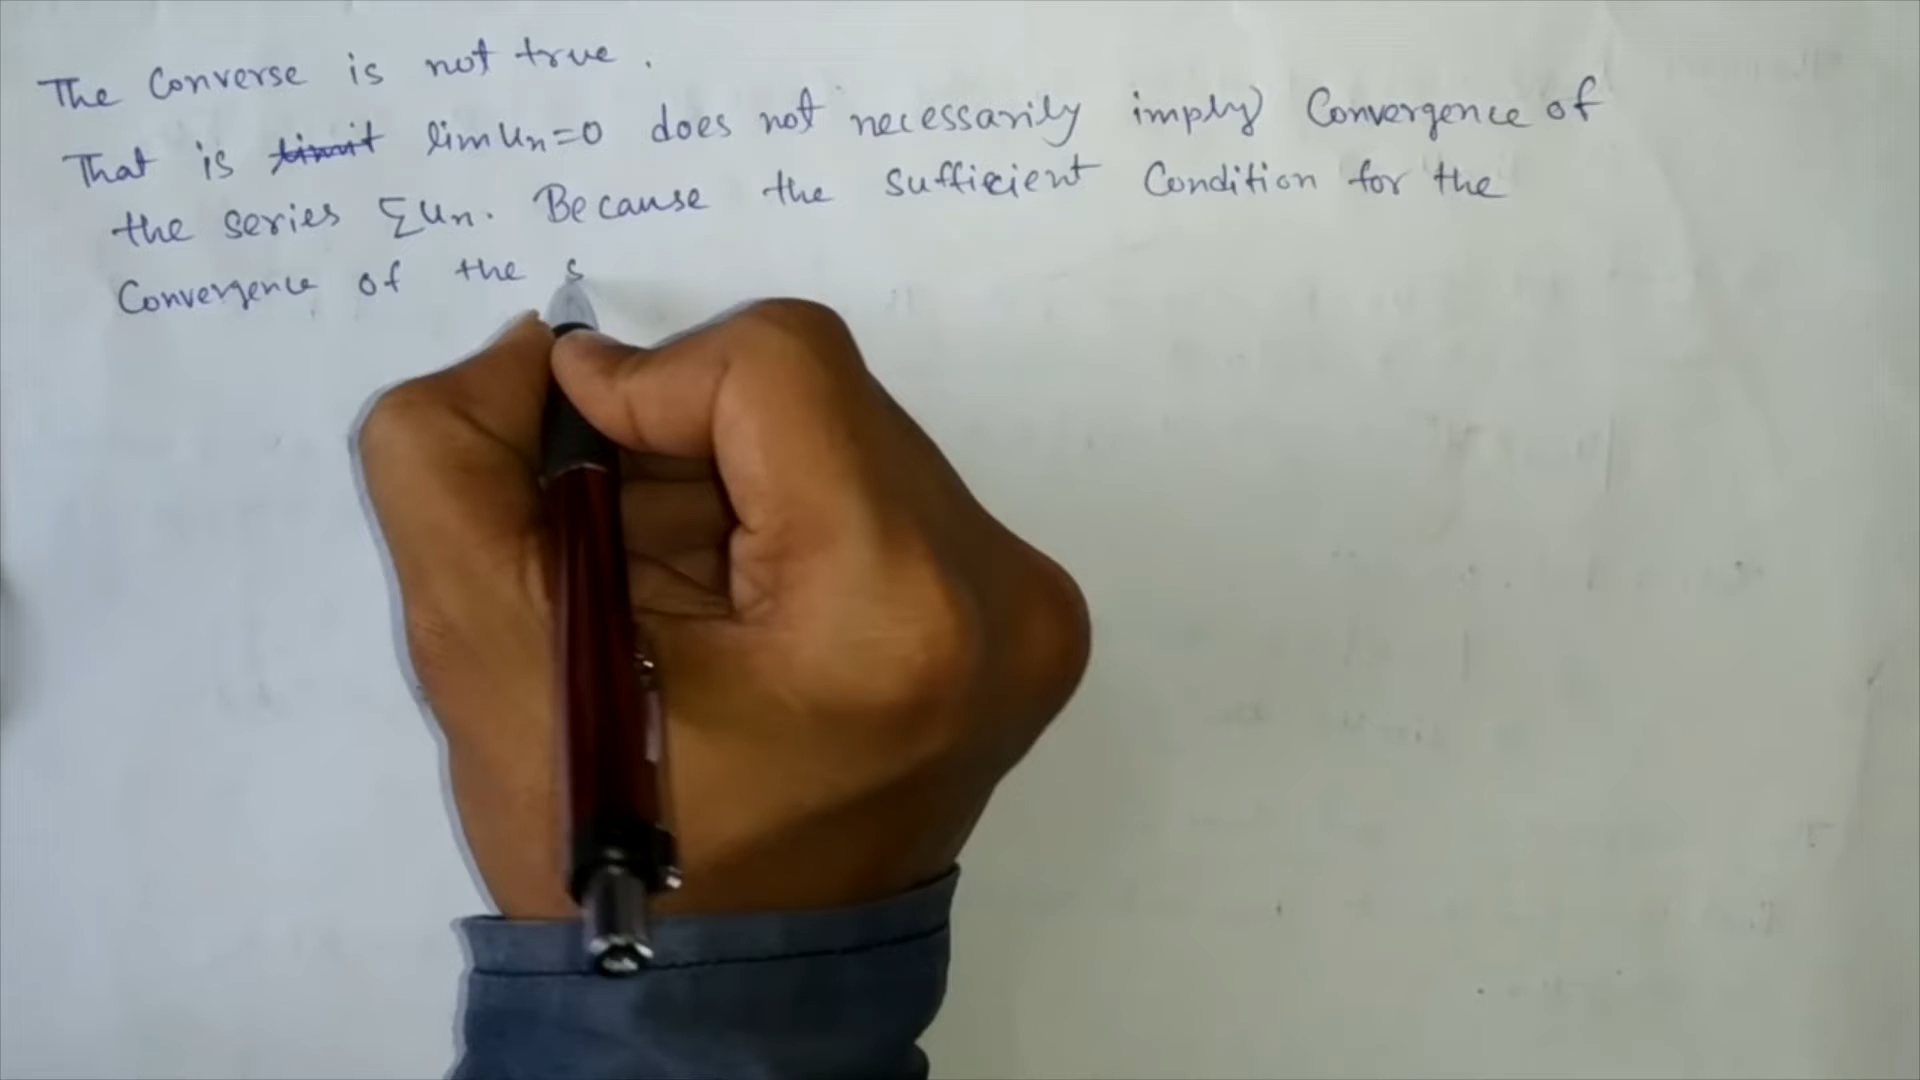 The Converse is not true.
That is limit lim un=0 does not necessarily imply Convergence of
the series Σun. Because the sufficient Condition for the
Convergence of the s